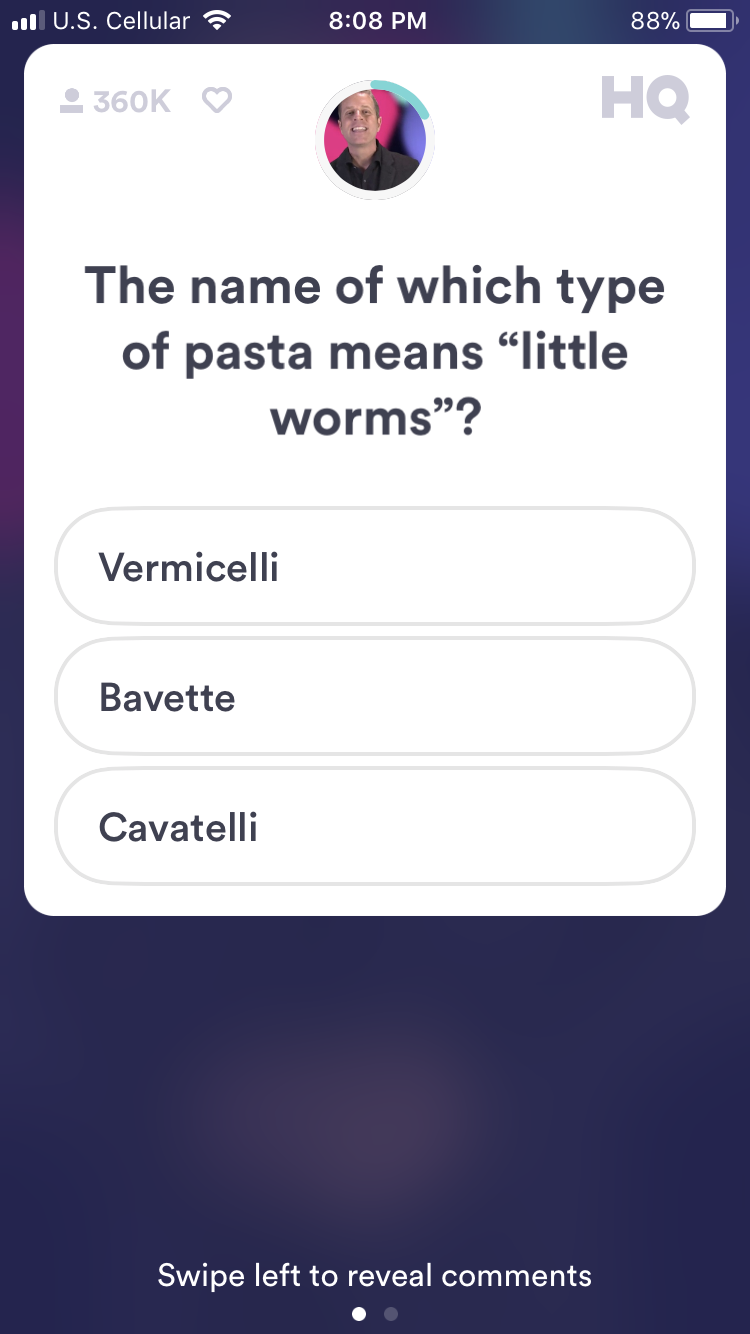 U.S. Cellular 8:08 PM 88%
360K HQ
The name of which type
of pasta means “little
worms”?
Vermicelli
Bavette
Cavatelli
Swipe left to reveal comments